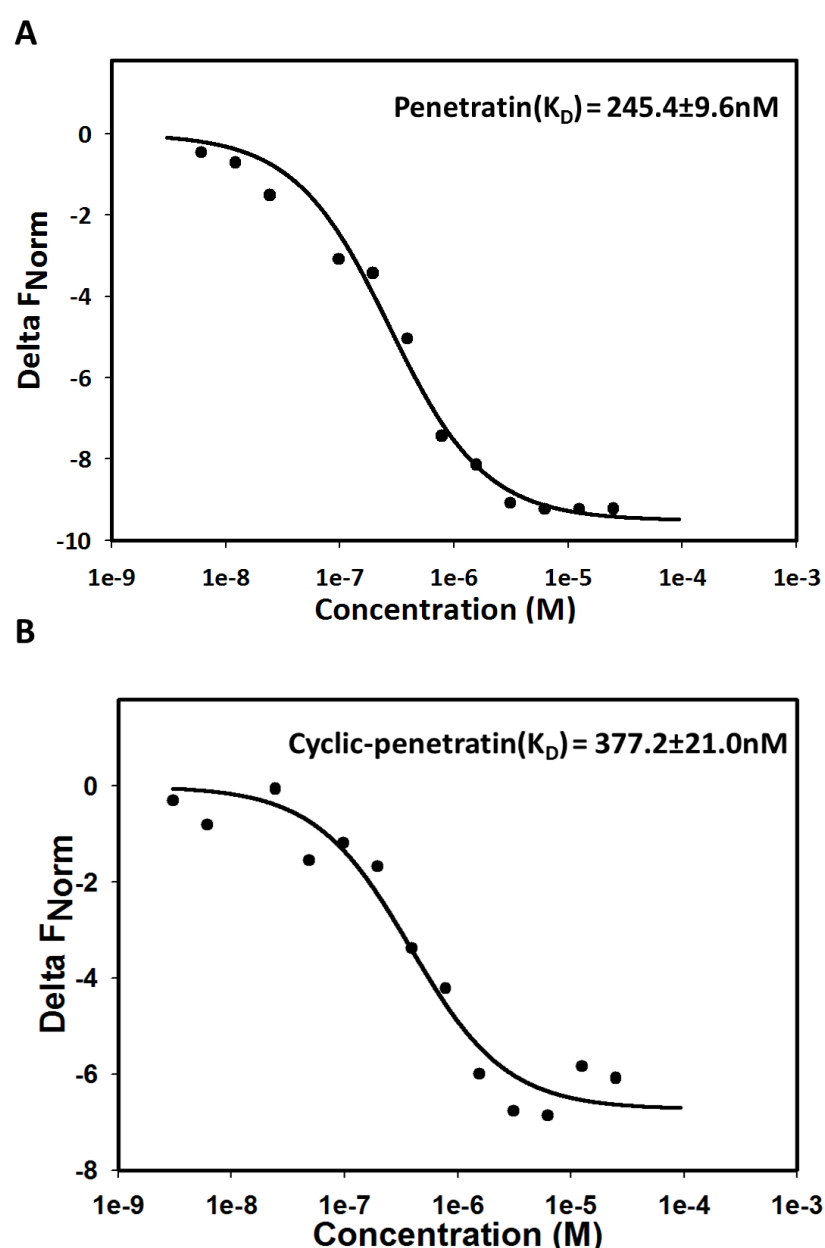 A
Penetratin(KD) = 245.4±9.6nM
0
-2
-4
-6
-8
-10
Delta FNorm
1e-9 1e-8 1e-7 1e-6 1e-5 1e-4 1e-3
Concentration (M)
B
Cyclic-penetratin(KD) = 377.2±21.0nM
0
-2
-4
-6
-8
Delta FNorm
1e-9 1e-8 1e-7 1e-6 1e-5 1e-4 1e-3
Concentration (M)